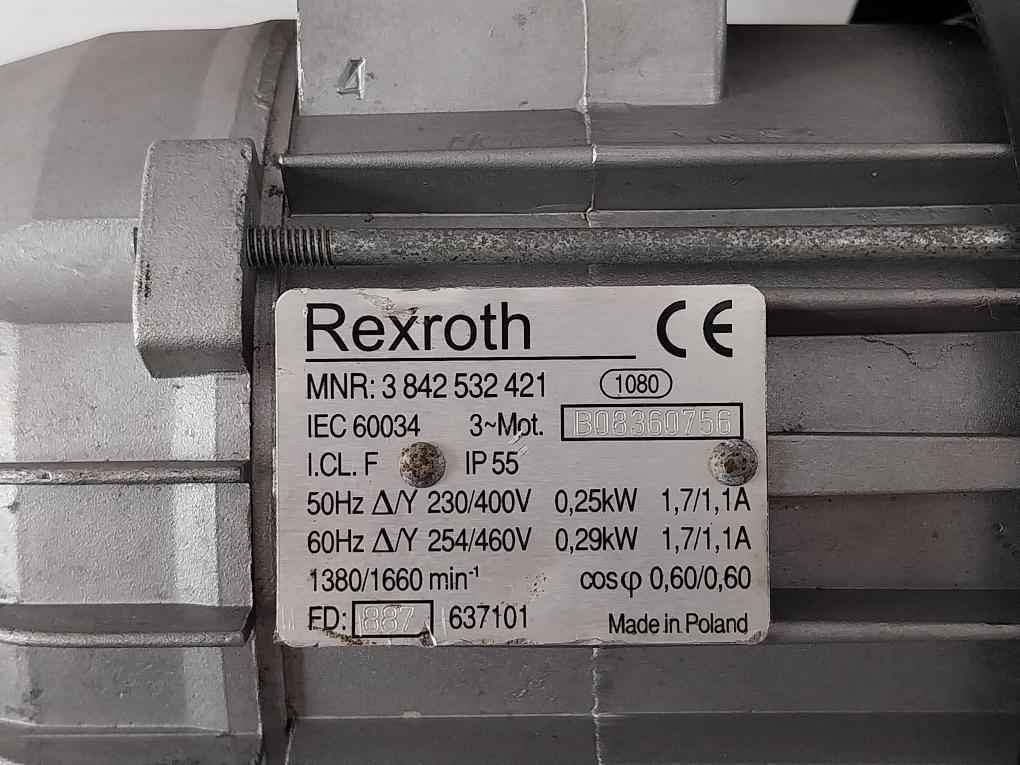 4
Rexroth CE
MNR: 3 842 532 421 1080
IEC 60034 3~Mot. B08360756
I.CL. F IP 55
50Hz Δ/Y 230/400V 0,25kW 1,7/1,1A
60Hz Δ/Y 254/460V 0,29kW 1,7/1,1A
1380/1660 min⁻¹ cosφ 0,60/0,60
FD: 887 637101 Made in Poland